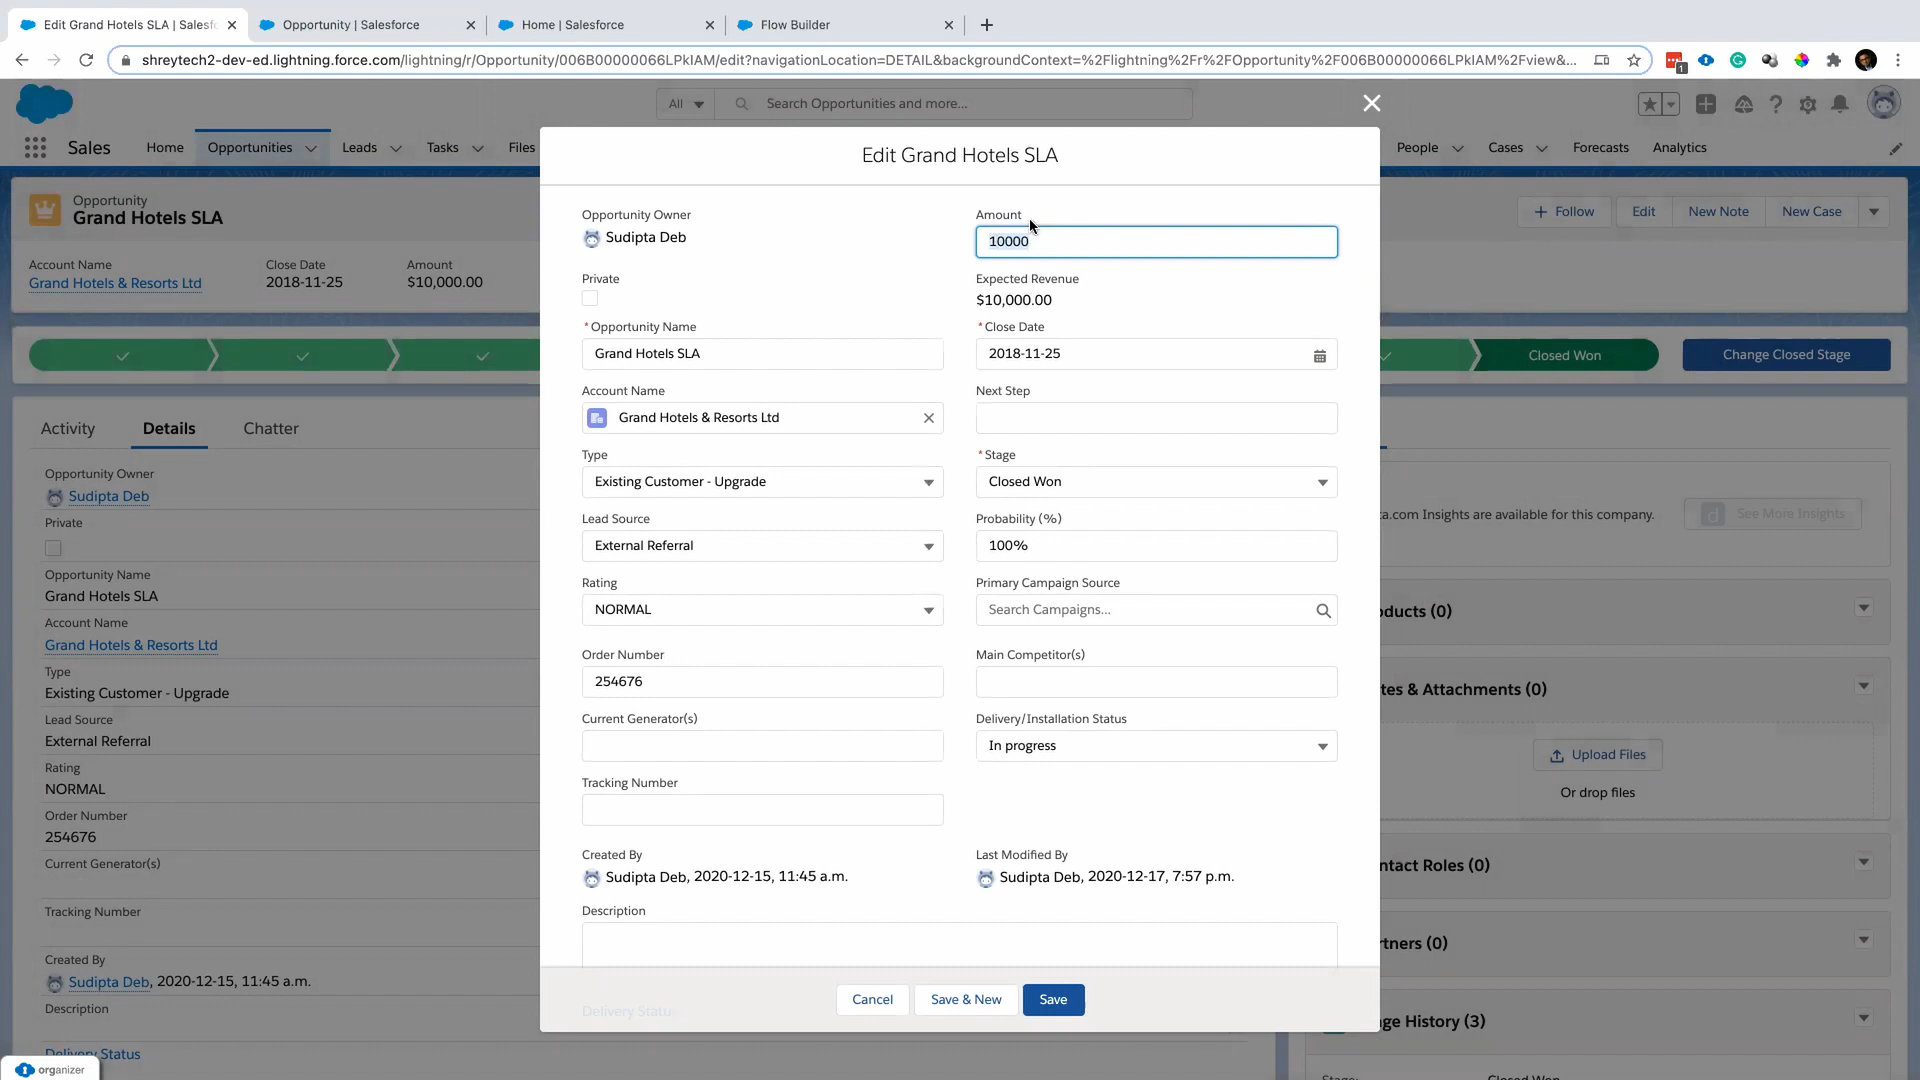 Edit Grand Hotels SLA | Salesfo
Opportunity | Salesforce
Home | Salesforce
Flow Builder
shreytech2-dev-ed.lightning.force.com/lightning/r/Opportunity/006B00000066LPkIAM/edit?navigationLocation=DETAIL&backgroundContext=%2Flightning%2Fr%2FOpportunity%2F006B00000066LPkIAM%2Fview&...
1
All
Search Opportunities and more...
Sales
Home
Opportunities
Leads
Tasks
Files
People
Cases
Forecasts
Analytics
Opportunity
Grand Hotels SLA
+ Follow
Edit
New Note
New Case
Account Name
Grand Hotels & Resorts Ltd
Close Date
2018-11-25
Amount
$10,000.00
Closed Won
Change Closed Stage
Activity
Details
Chatter
Opportunity Owner
Sudipta Deb
Private
Opportunity Name
Grand Hotels SLA
Account Name
Grand Hotels & Resorts Ltd
Type
Existing Customer - Upgrade
Lead Source
External Referral
Rating
NORMAL
Order Number
254676
Current Generator(s)
Tracking Number
Created By
Sudipta Deb, 2020-12-15, 11:45 a.m.
Description
Delivery Status
organizer
Edit Grand Hotels SLA
Opportunity Owner
Sudipta Deb
Amount
10000
Private
Expected Revenue
$10,000.00
*Opportunity Name
Grand Hotels SLA
*Close Date
2018-11-25
Account Name
Grand Hotels & Resorts Ltd
Next Step
Type
Existing Customer - Upgrade
*Stage
Closed Won
Lead Source
External Referral
Probability (%)
100%
Rating
NORMAL
Primary Campaign Source
Search Campaigns...
Order Number
254676
Main Competitor(s)
Current Generator(s)
Delivery/Installation Status
In progress
Tracking Number
Created By
Sudipta Deb, 2020-12-15, 11:45 a.m.
Last Modified By
Sudipta Deb, 2020-12-17, 7:57 p.m.
Description
Delivery Status
Cancel
Save & New
Save
ta.com Insights are available for this company.
d
See More Insights
ducts (0)
tes & Attachments (0)
Upload Files
Or drop files
ntact Roles (0)
rtners (0)
ge History (3)
Stage:
Closed Won